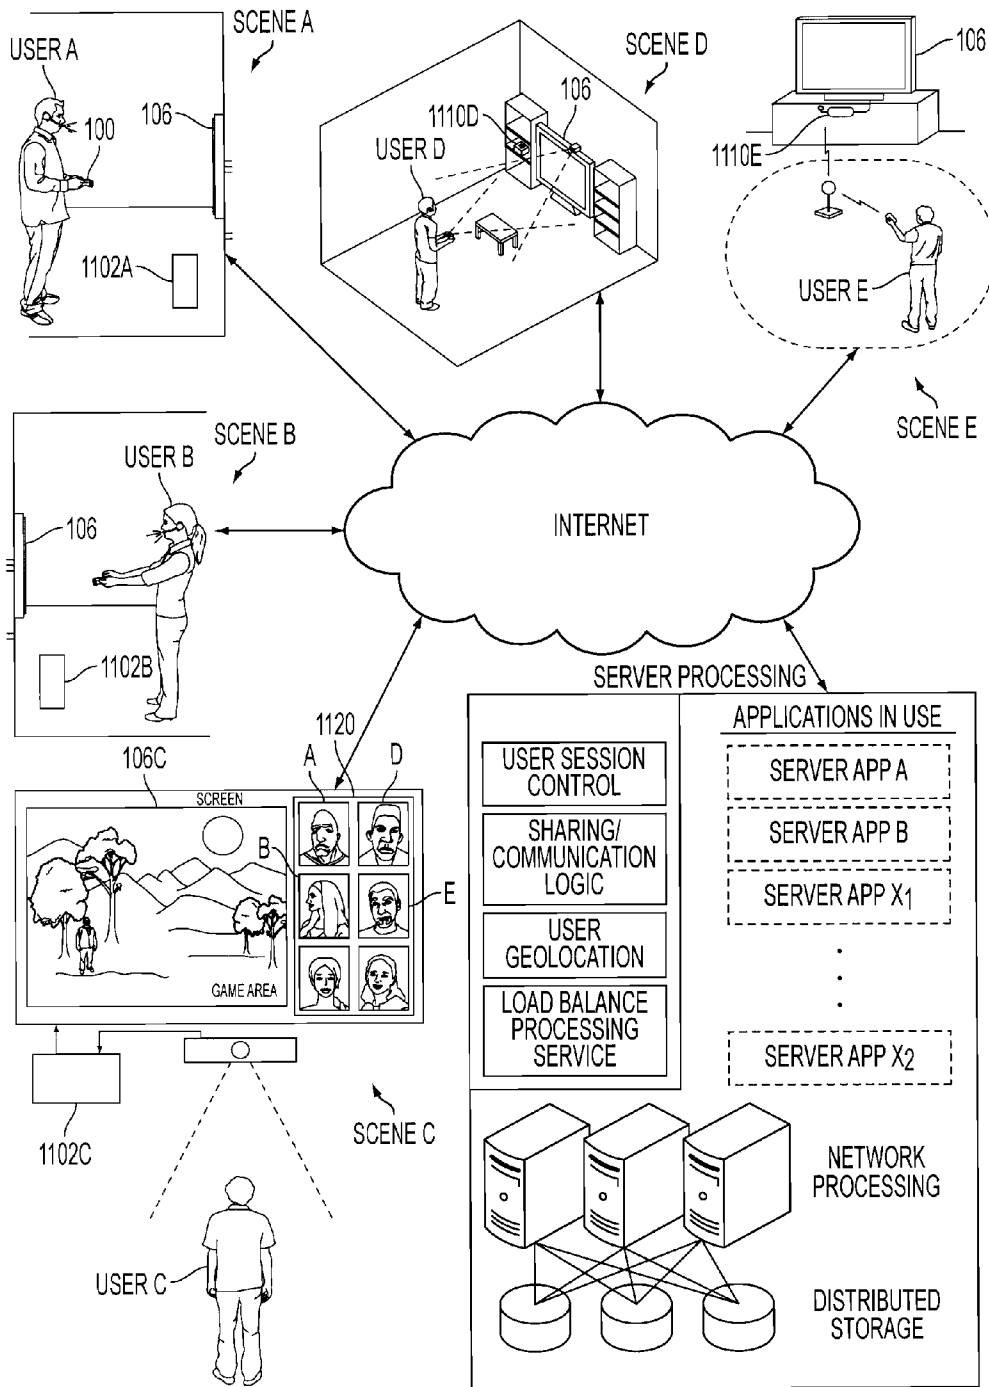 SCENE A
USER A
106
100
1102A
SCENE D
106
1110D
USER D
106
1110E
USER E
SCENE E
SCENE B
USER B
106
1102B
INTERNET
SERVER PROCESSING
1120
106C
A
D
SCREEN
B
E
GAME AREA
1102C
SCENE C
USER C
USER SESSION
CONTROL
SHARING/
COMMUNICATION
LOGIC
USER
GEOLOCATION
LOAD BALANCE
PROCESSING
SERVICE
APPLICATIONS IN USE
SERVER APP A
SERVER APP B
SERVER APP X1
SERVER APP X2
NETWORK
PROCESSING
DISTRIBUTED
STORAGE